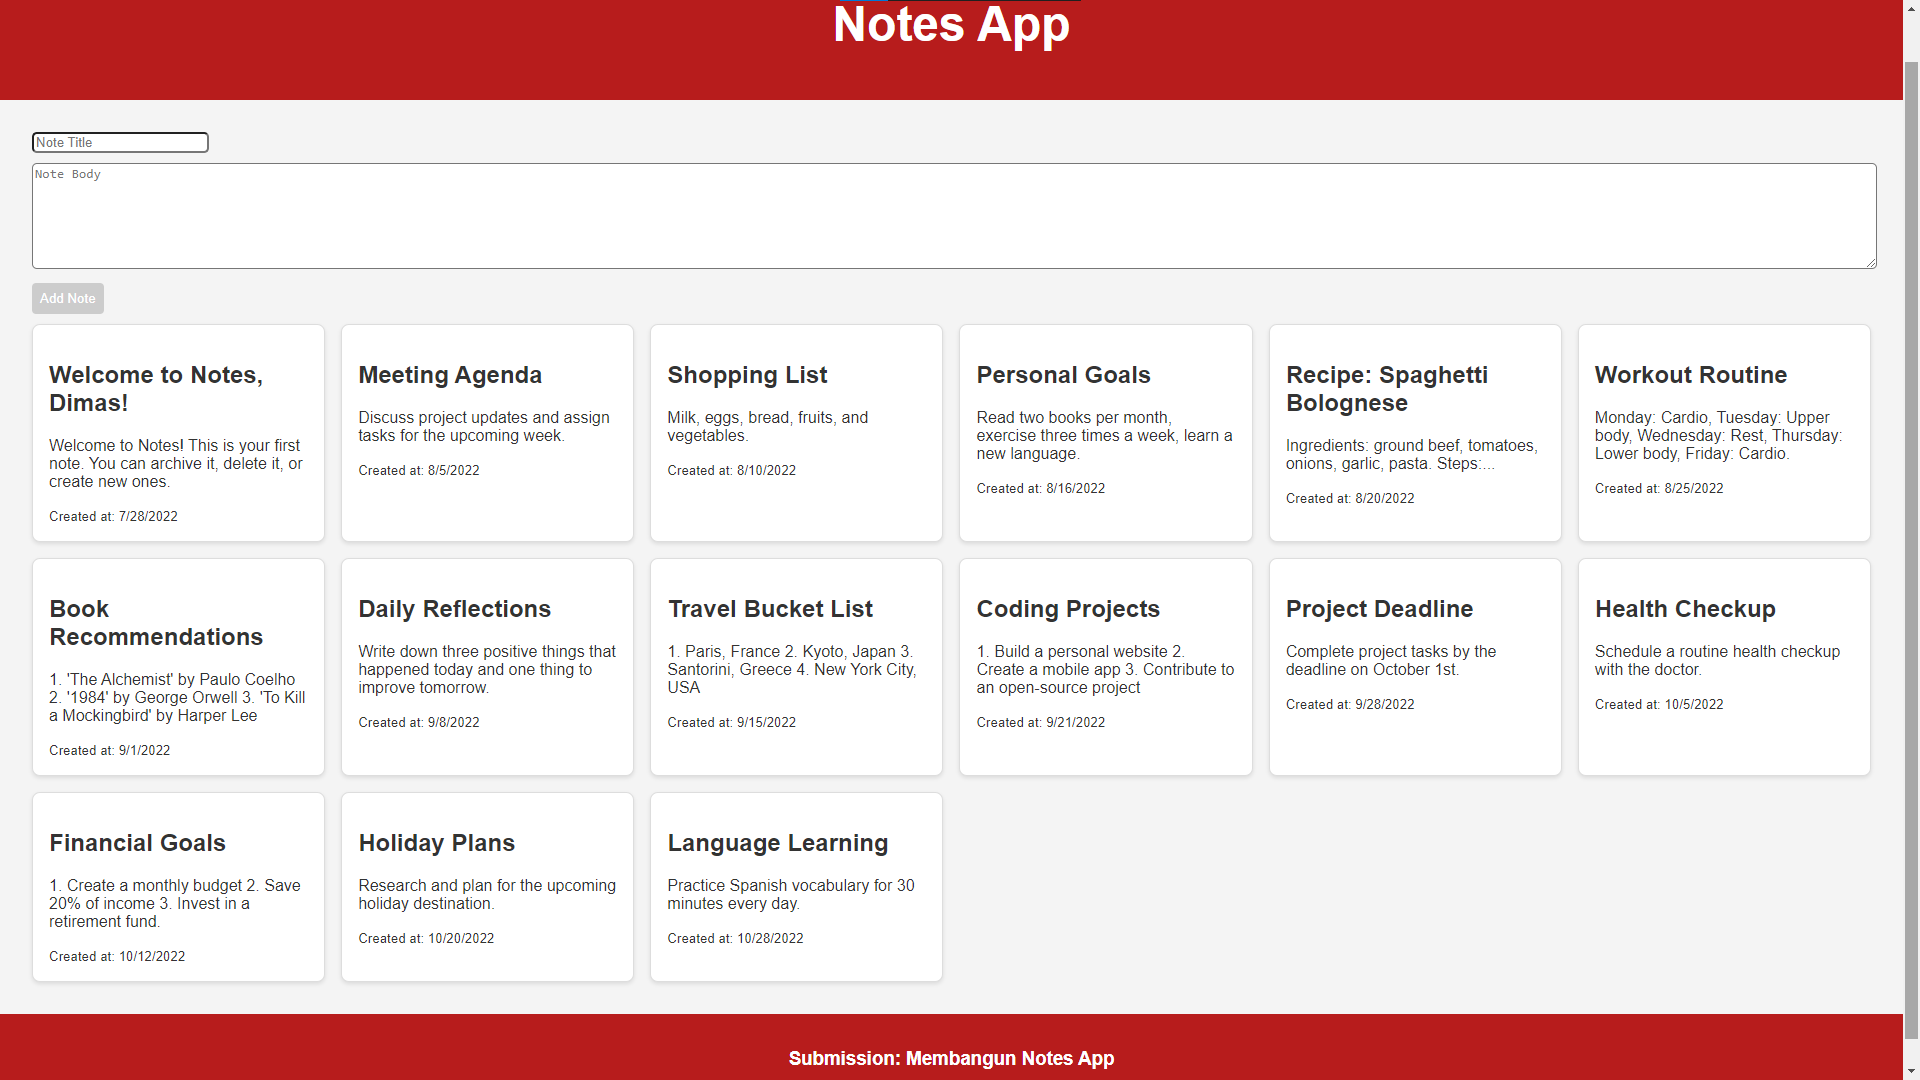 Notes App
Note Title
Note Body
Add Note
Welcome to Notes,
Dimas!
Welcome to Notes! This is your first
note. You can archive it, delete it, or
create new ones.
Created at: 7/28/2022
Meeting Agenda
Discuss project updates and assign
tasks for the upcoming week.
Created at: 8/5/2022
Shopping List
Milk, eggs, bread, fruits, and
vegetables.
Created at: 8/10/2022
Personal Goals
Read two books per month,
exercise three times a week, learn a
new language.
Created at: 8/16/2022
Recipe: Spaghetti
Bolognese
Ingredients: ground beef, tomatoes,
onions, garlic, pasta. Steps:...
Created at: 8/20/2022
Workout Routine
Monday: Cardio, Tuesday: Upper
body, Wednesday: Rest, Thursday:
Lower body, Friday: Cardio.
Created at: 8/25/2022
Book
Recommendations
1. 'The Alchemist' by Paulo Coelho
2. '1984' by George Orwell 3. 'To Kill
a Mockingbird' by Harper Lee
Created at: 9/1/2022
Daily Reflections
Write down three positive things that
happened today and one thing to
improve tomorrow.
Created at: 9/8/2022
Travel Bucket List
1. Paris, France 2. Kyoto, Japan 3.
Santorini, Greece 4. New York City,
USA
Created at: 9/15/2022
Coding Projects
1. Build a personal website 2.
Create a mobile app 3. Contribute to
an open-source project
Created at: 9/21/2022
Project Deadline
Complete project tasks by the
deadline on October 1st.
Created at: 9/28/2022
Health Checkup
Schedule a routine health checkup
with the doctor.
Created at: 10/5/2022
Financial Goals
1. Create a monthly budget 2. Save
20% of income 3. Invest in a
retirement fund.
Created at: 10/12/2022
Holiday Plans
Research and plan for the upcoming
holiday destination.
Created at: 10/20/2022
Language Learning
Practice Spanish vocabulary for 30
minutes every day.
Created at: 10/28/2022
Submission: Membangun Notes App